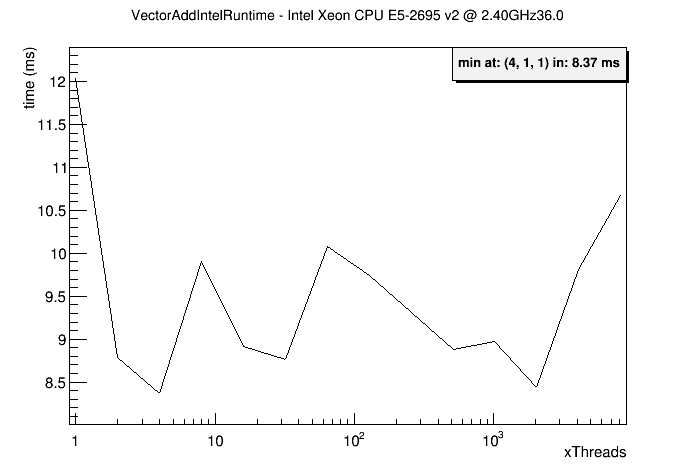 VectorAddIntelRuntime - Intel Xeon CPU E5-2695 v2 @ 2.40GHz36.0
time (ms)
min at: (4, 1, 1) in: 8.37 ms
12
11.5
11
10.5
10
9.5
9
8.5
1 10 10² 10³
xThreads